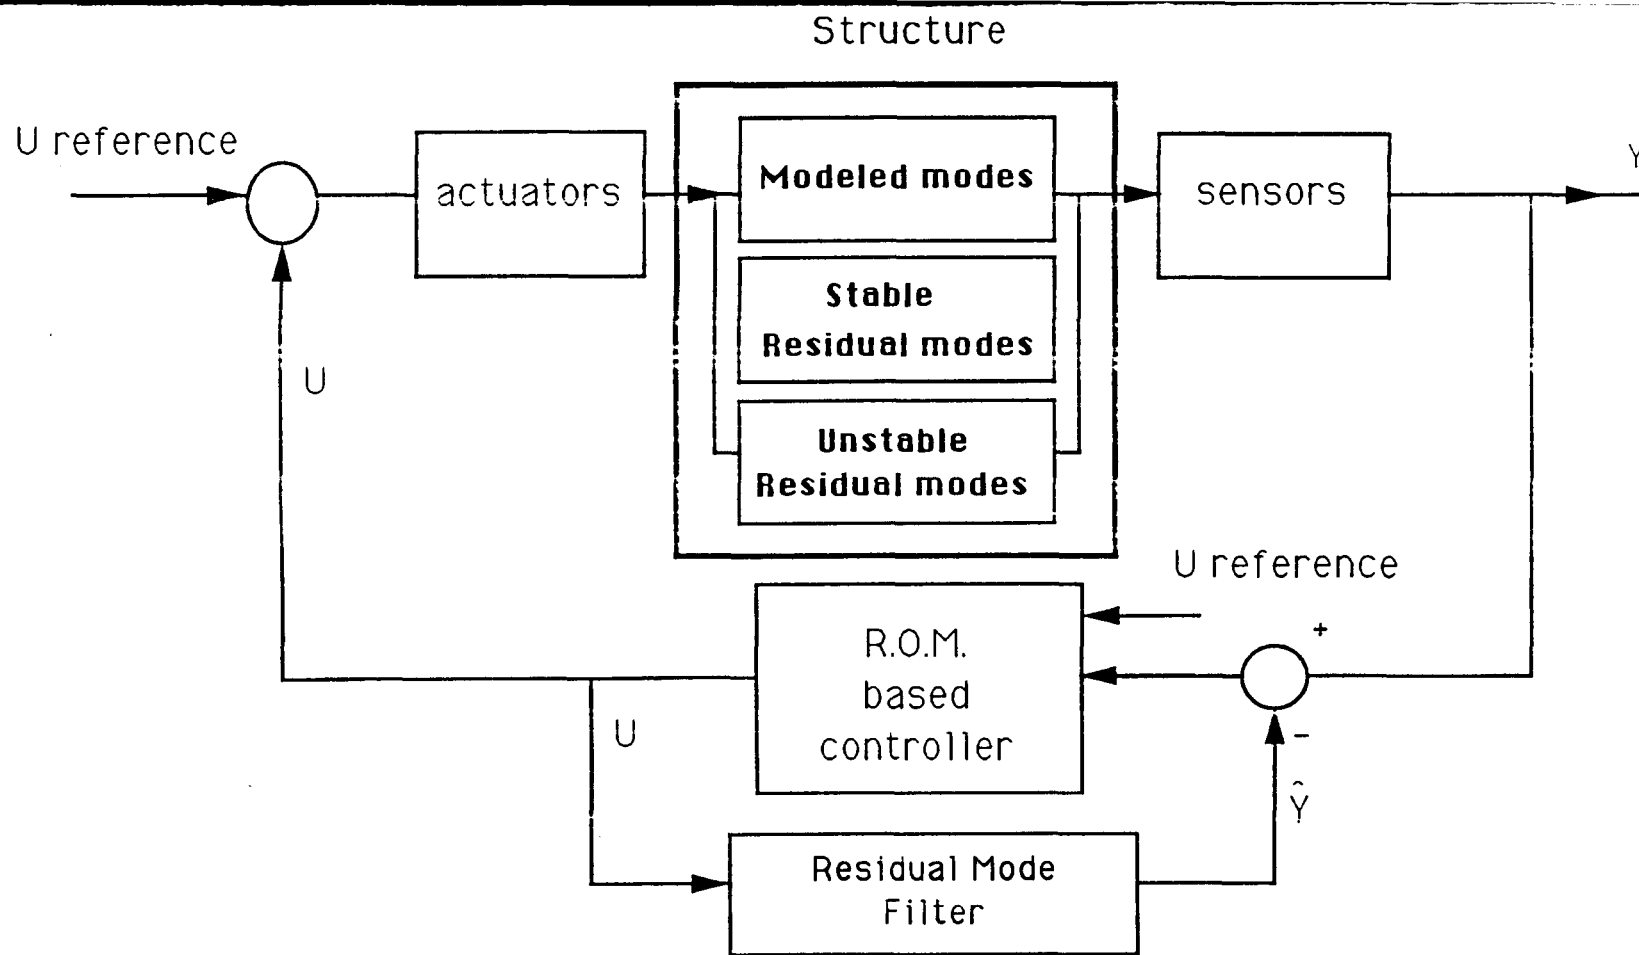 Structure
U reference
actuators
Modeled modes
sensors
Y
Stable
Residual modes
U
Unstable
Residual modes
U reference
R.O.M.
based
controller
+
U
-
Ŷ
Residual Mode
Filter